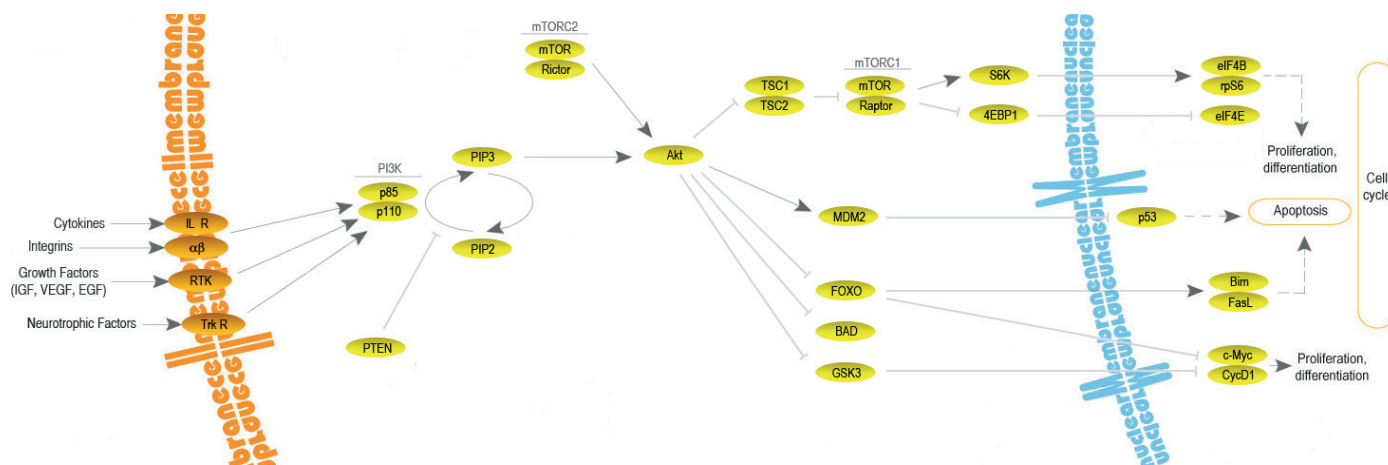 cell membrane
mTORC2
mTOR
Rictor
PI3K
p85
p110
PIP3
PIP2
PTEN
Cytokines
IL R
Integrins
αβ
Growth Factors
(IGF, VEGF, EGF)
RTK
Neurotrophic Factors
Trk R
Akt
TSC1
TSC2
mTORC1
mTOR
Raptor
S6K
4EBP1
MDM2
FOXO
BAD
GSK3
eIF4B
rpS6
eIF4E
Proliferation,
differentiation
p53
Apoptosis
Bim
FasL
c-Myc
CycD1
Proliferation,
differentiation
Cell
cycle